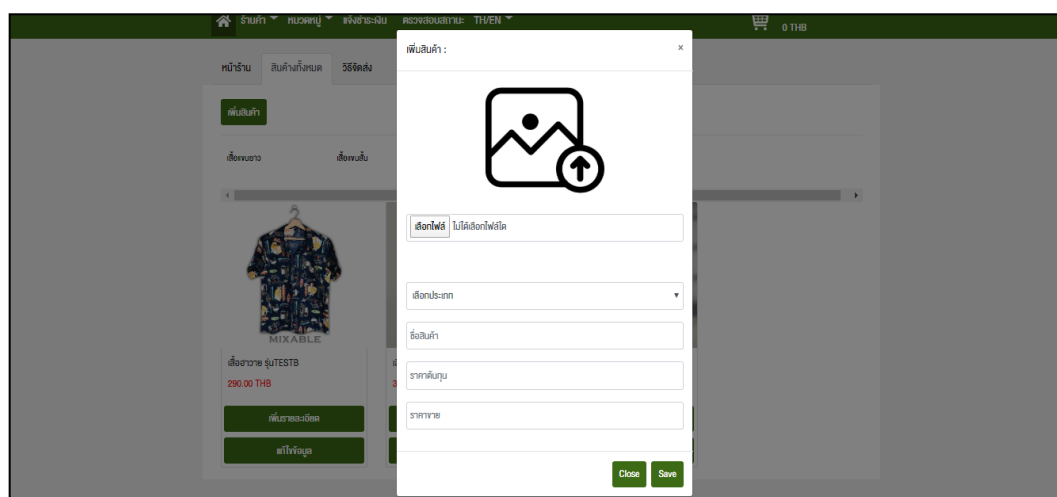 ร้านค้า หมวดหมู่ แจ้งชำระเงิน ตรวจสอบสถานะ TH/EN 0 THB
เพิ่มสินค้า : ×
หน้าร้าน สินค้างทั้งหมด วิธีจัดส่ง
เพิ่มสินค้า
เสื้อแขนยาว เสื้อแขนสั้น
เลือกไฟล์ ไม่ได้เลือกไฟล์ใด
เลือกประเภท
ชื่อสินค้า
MIXABLE
เสื้อฮาวาย รุ่นTESTB
ราคาต้นทุน
290.00 THB
ราคาขาย
เพิ่มรายละเอียด
แก้ไขข้อมูล
Close Save